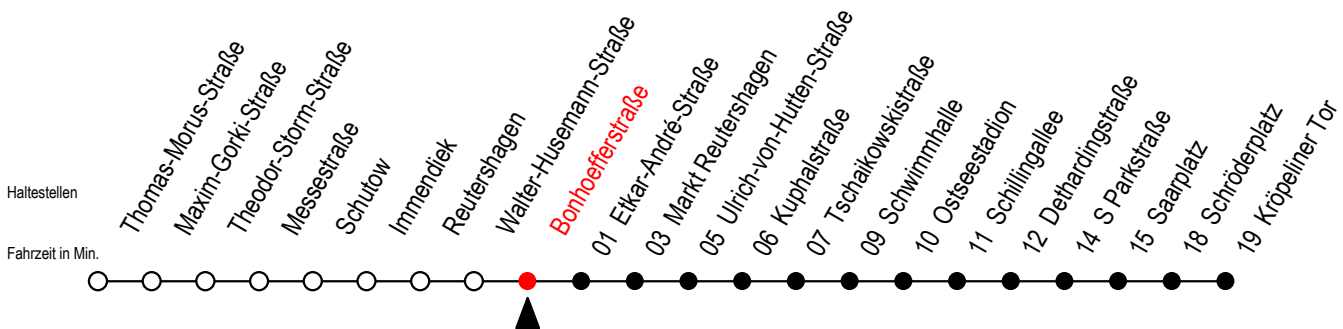 Haltestellen
Fahrzeit in Min.
Thomas-Morus-Straße
Maxim-Gorki-Straße
Theodor-Storm-Straße
Messestraße
Schutow
Immendiek
Reutershagen
Walter-Husemann-Straße
Bonhoefferstraße
01 Etkar-André-Straße
03 Markt Reutershagen
05 Ulrich-von-Hutten-Straße
06 Kuphalstraße
07 Tschaikowskistraße
09 Schwimmhalle
10 Ostseestadion
11 Schillingallee
12 Dethardingstraße
14 S Parkstraße
15 Saarplatz
18 Schröderplatz
19 Kröpeliner Tor